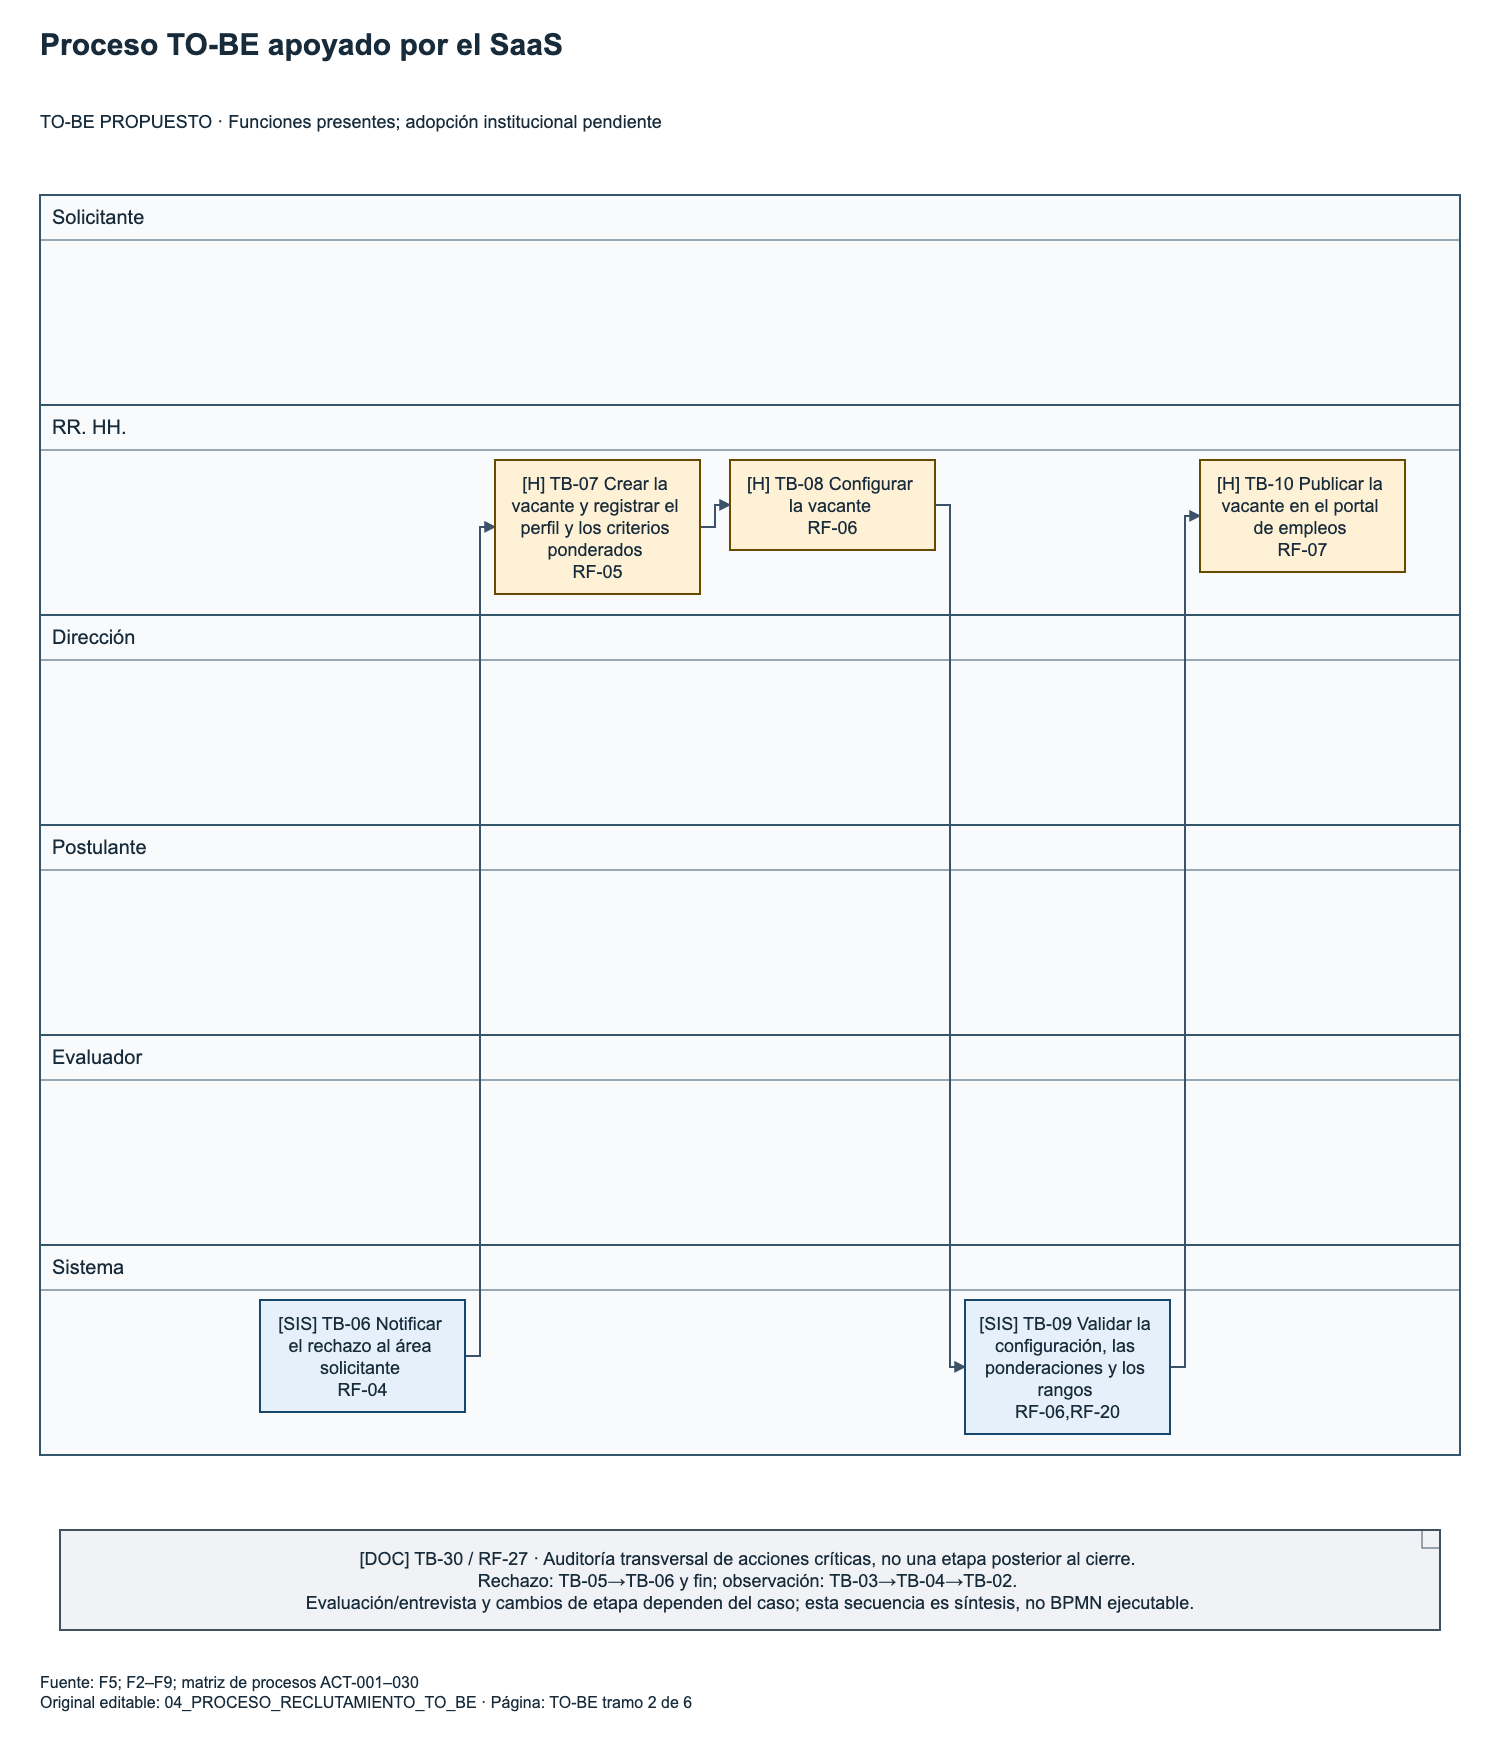 Proceso TO-BE apoyado por el SaaS
TO-BE PROPUESTO · Funciones presentes; adopción institucional pendiente
Solicitante
RR. HH.
[H] TB-07 Crear la
vacante y registrar el
perfil y los criterios
ponderados
RF-05
[H] TB-08 Configurar
la vacante
RF-06
[H] TB-10 Publicar la
vacante en el portal
de empleos
RF-07
Dirección
Postulante
Evaluador
Sistema
[SIS] TB-06 Notificar
el rechazo al área
solicitante
RF-04
[SIS] TB-09 Validar la
configuración, las
ponderaciones y los
rangos
RF-06,RF-20
[DOC] TB-30 / RF-27 · Auditoría transversal de acciones críticas, no una etapa posterior al cierre.
Rechazo: TB-05→TB-06 y fin; observación: TB-03→TB-04→TB-02.
Evaluación/entrevista y cambios de etapa dependen del caso; esta secuencia es síntesis, no BPMN ejecutable.
Fuente: F5; F2–F9; matriz de procesos ACT-001–030
Original editable: 04_PROCESO_RECLUTAMIENTO_TO_BE · Página: TO-BE tramo 2 de 6